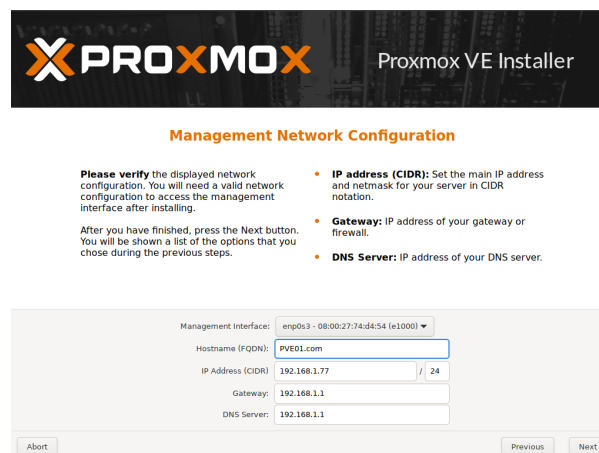 PROXMOX
Proxmox VE Installer
Management Network Configuration
Please verify the displayed network
configuration. You will need a valid network
configuration to access the management
interface after installing.
After you have finished, press the Next button.
You will be shown a list of the options that you
chose during the previous steps.
• IP address (CIDR): Set the main IP address
and netmask for your server in CIDR
notation.
• Gateway: IP address of your gateway or
firewall.
• DNS Server: IP address of your DNS server.
Management Interface: enp0s3 - 08:00:27:74:d4:54 (e1000)
Hostname (FQDN): PVE01.com
IP Address (CIDR) 192.168.1.77 / 24
Gateway: 192.168.1.1
DNS Server: 192.168.1.1
Abort Previous Next